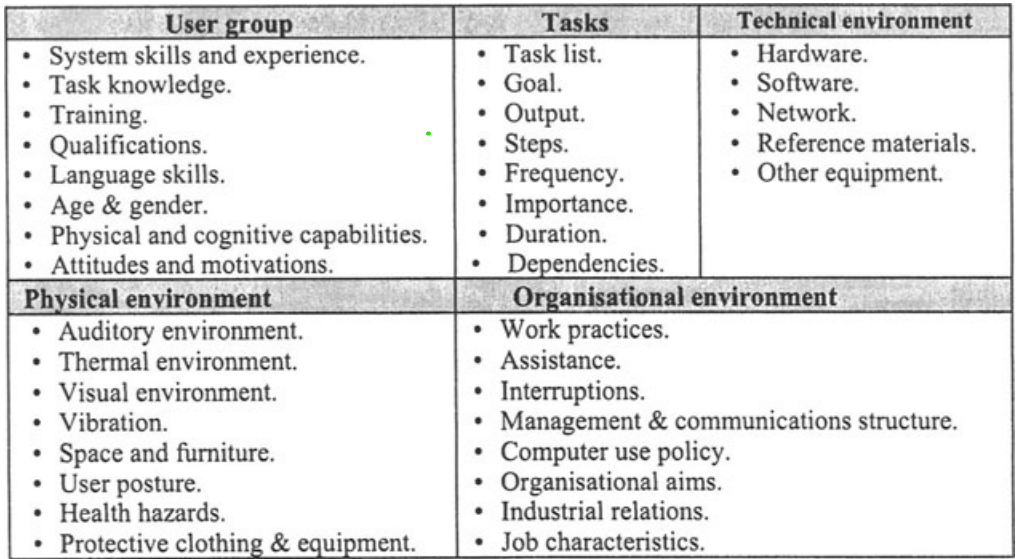 User group
System skills and experience.
Task knowledge.
Training.
Qualifications.
Language skills.
Age & gender.
Physical and cognitive capabilities.
Attitudes and motivations.
Tasks
Task list.
Goal.
Output.
Steps.
Frequency.
Importance.
Duration.
Dependencies.
Technical environment
Hardware.
Software.
Network.
Reference materials.
Other equipment.
Physical environment
Auditory environment.
Thermal environment.
Visual environment.
Vibration.
Space and furniture.
User posture.
Health hazards.
Protective clothing & equipment.
Organisational environment
Work practices.
Assistance.
Interruptions.
Management & communications structure.
Computer use policy.
Organisational aims.
Industrial relations.
Job characteristics.